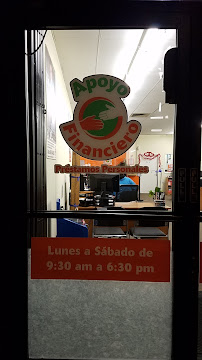 Apoyo
Financiero
Préstamos Personales
Lunes a Sábado de
9:30 am a 6:30 pm